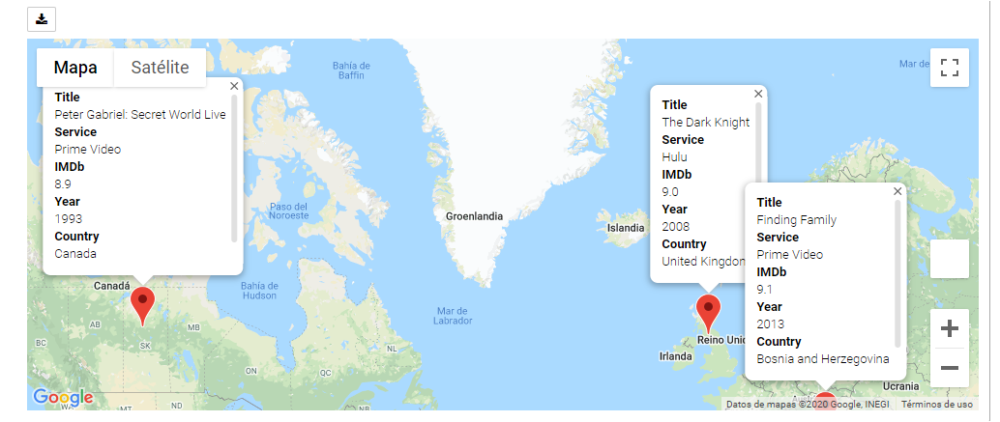 Mapa
Satélite
Title
Peter Gabriel: Secret World Live
Service
Prime Video
IMDb
8.9
Year
1993
Country
Canada
Title
The Dark Knight
Service
Hulu
IMDb
9.0
Year
2008
Country
United Kingdon
Title
Finding Family
Service
Prime Video
IMDb
9.1
Year
2013
Country
Bosnia and Herzegovina
Bahía de
Baffin
Mar de
Groenlandia
Islandia
Paso del
Noroeste
Canadá
Bahía de
Hudson
Mar de
Labrador
AB
MB
BC
SK
NL
ON
QC
Reino Unid
Irlanda
Ucrania
Google
Datos de mapas ©2020 Google, INEGI
Términos de uso